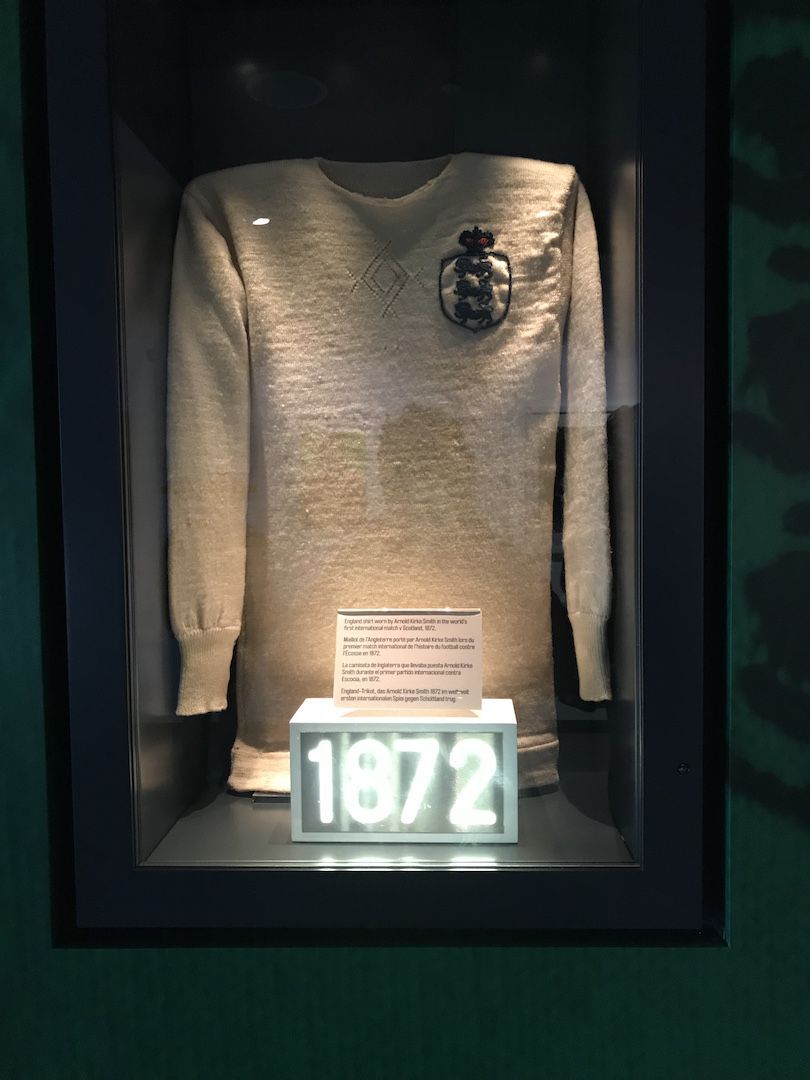 England shirt worn by Arnold Kirke Smith in the world's
first international match v Scotland, 1872.
Maillot de l'Angleterre porté par Arnold Kirke Smith lors du
premier match international de l'histoire du football contre
l'Écosse en 1872.
La camiseta de Inglaterra que llevaba puesta Arnold Kirke
Smith durante el primer partido internacional contra
Escocia, en 1872.
England-Trikot, das Arnold Kirke Smith 1872 im weltweit
ersten internationalen Spiel gegen Schottland trug.
1872